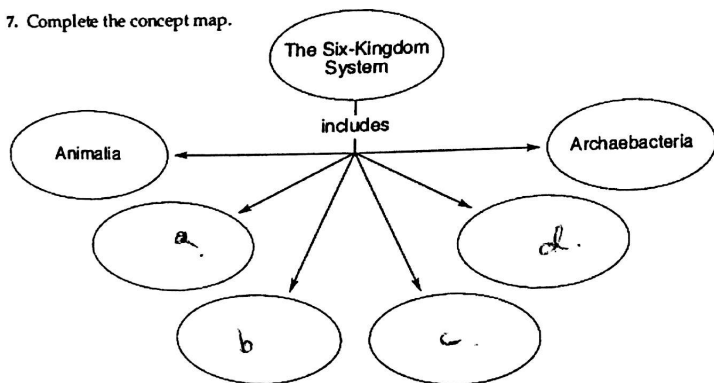 7. Complete the concept map.
The Six-Kingdom
System
includes
Animalia
Archaebacteria
a.
d.
b
c.